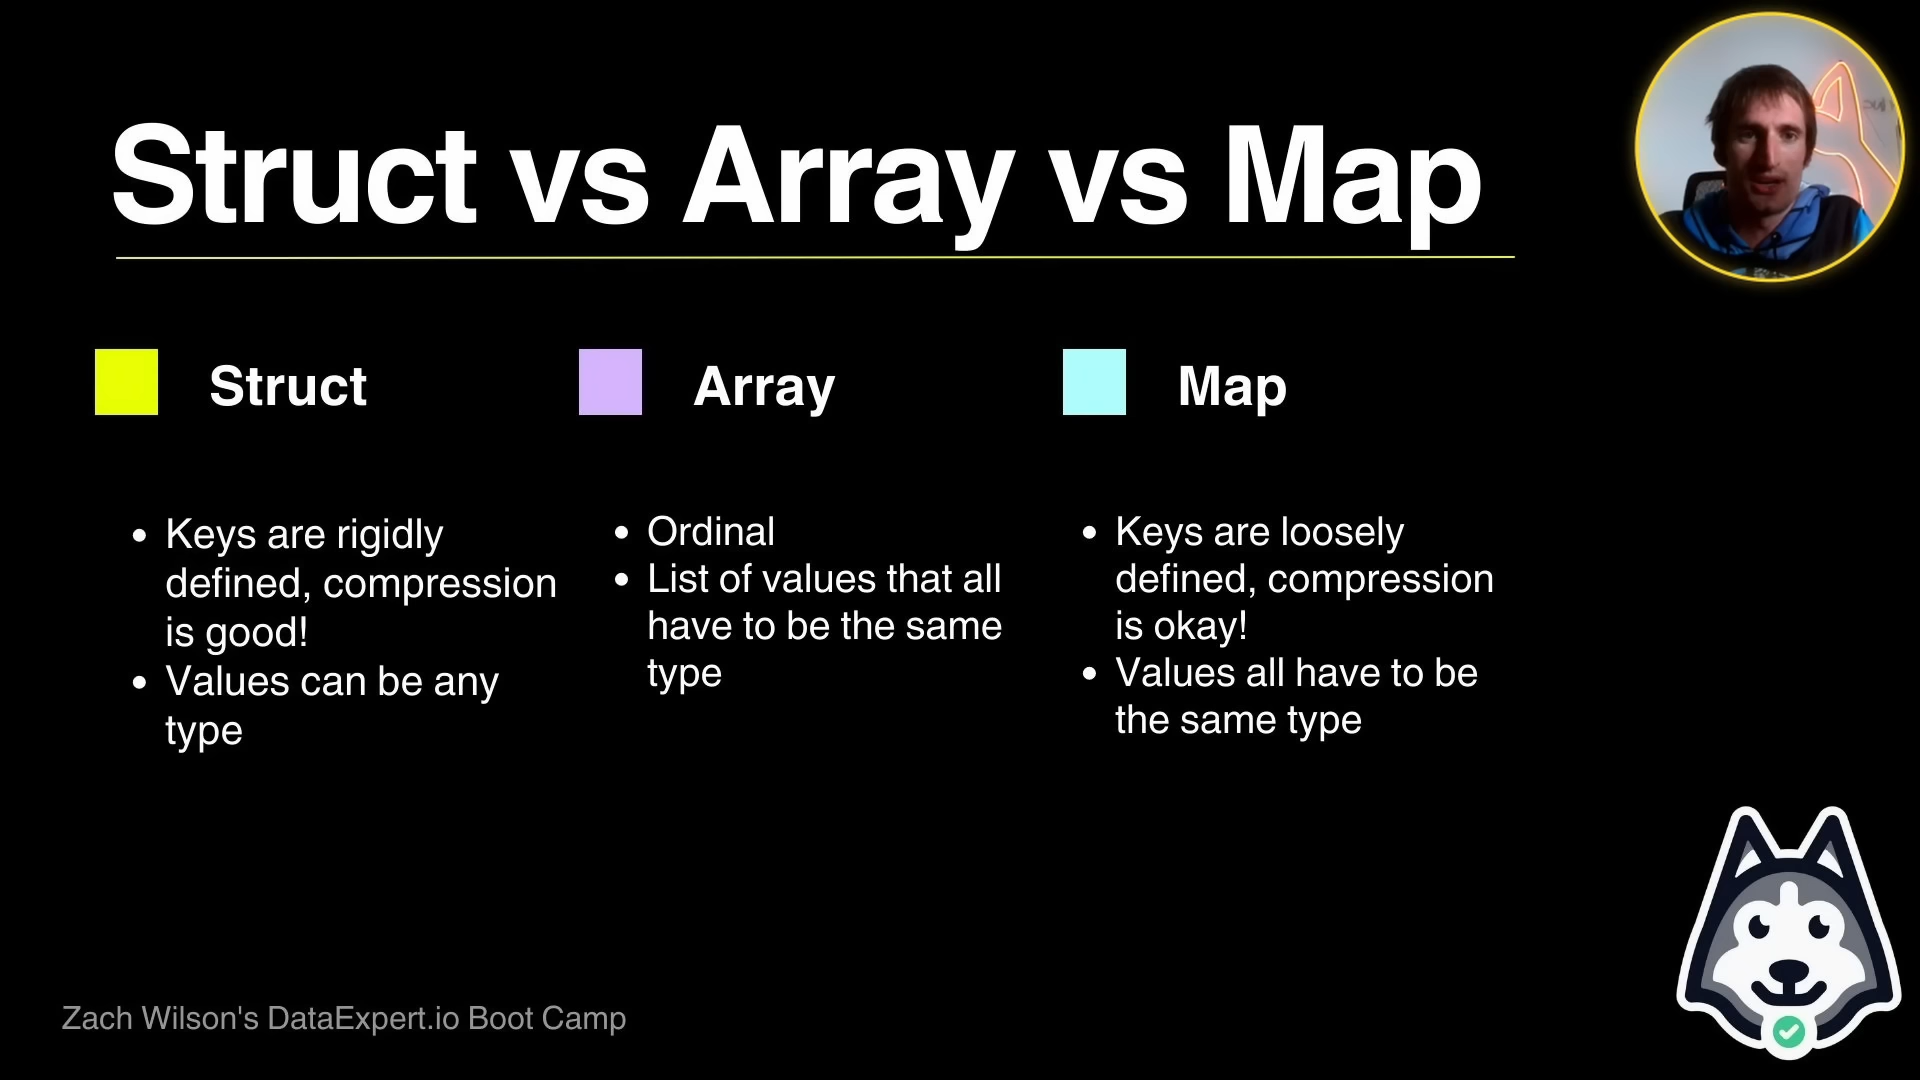 Struct vs Array vs Map
Struct
Keys are rigidly
defined, compression
is good!
Values can be any
type
Array
Ordinal
List of values that all
have to be the same
type
Map
Keys are loosely
defined, compression
is okay!
Values all have to be
the same type
Zach Wilson's DataExpert.io Boot Camp